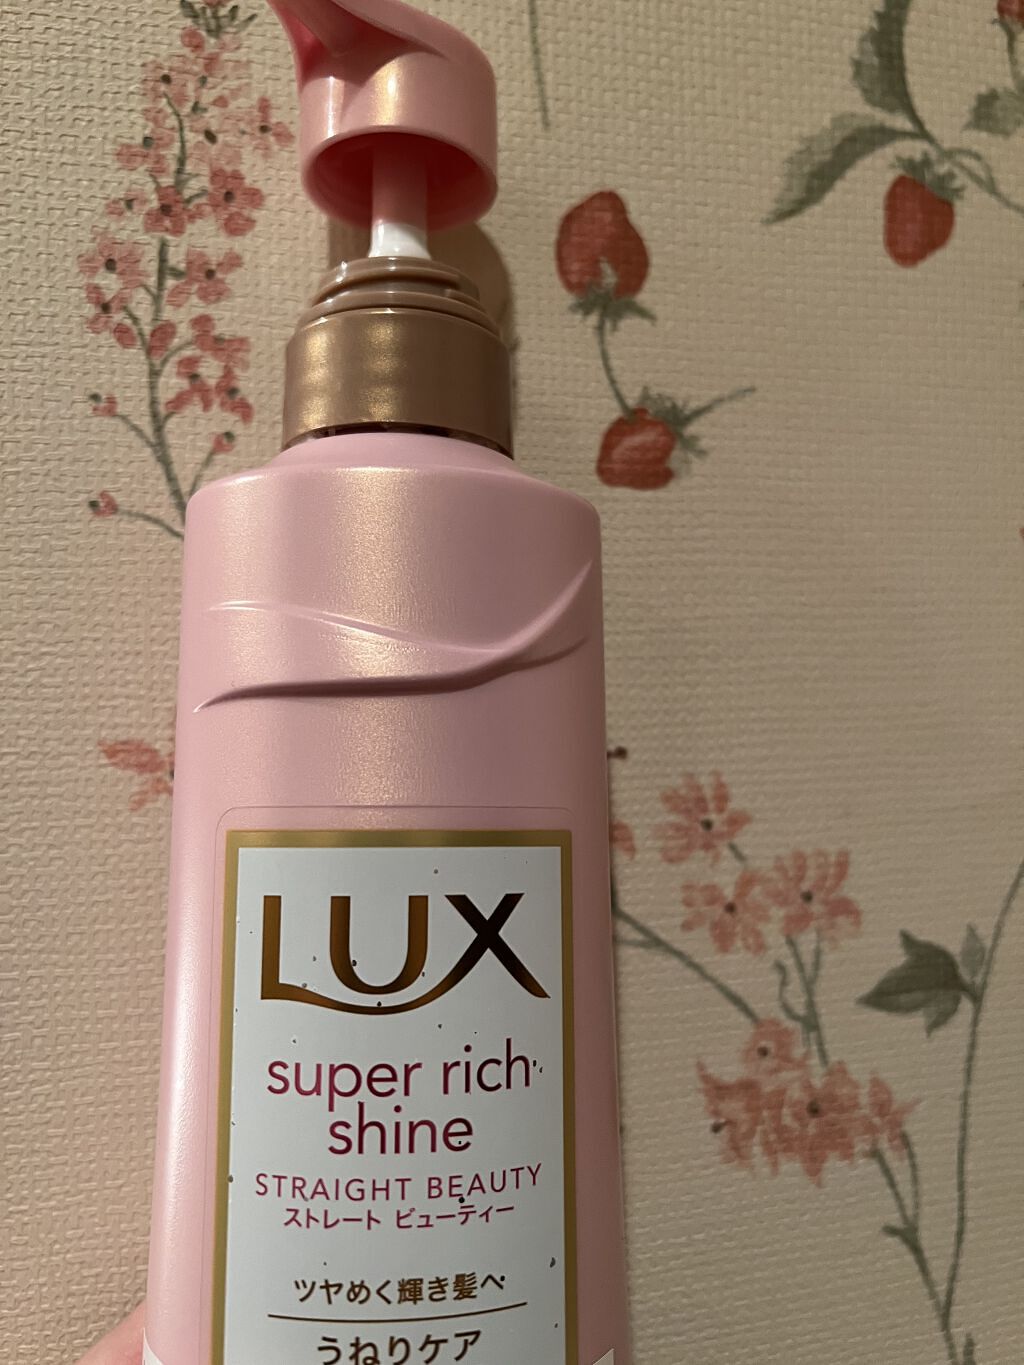 LUX
super rich
shine
STRAIGHT BEAUTY
ストレート ビューティー
ツヤめく輝き髪へ
うねりケア